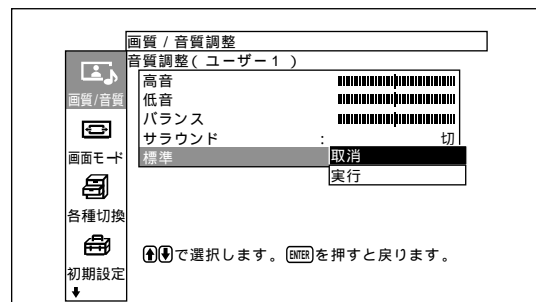 画質 / 音質調整
音質調整( ユーザー1 )
画質/音質
画面モード
各種切換
初期設定
高音
低音
バランス
サラウンド : 切
標準
取消
実行
で選択します。ENTERを押すと戻ります。